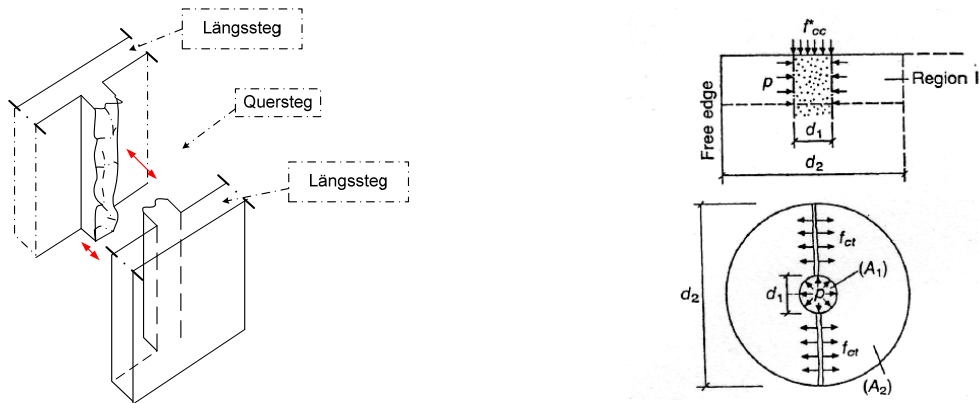 Längssteg
Quersteg
Längssteg
f*cc
Free edge
p
Region I
d1
d2
fct
(A1)
d2
d1
p
fct
(A2)